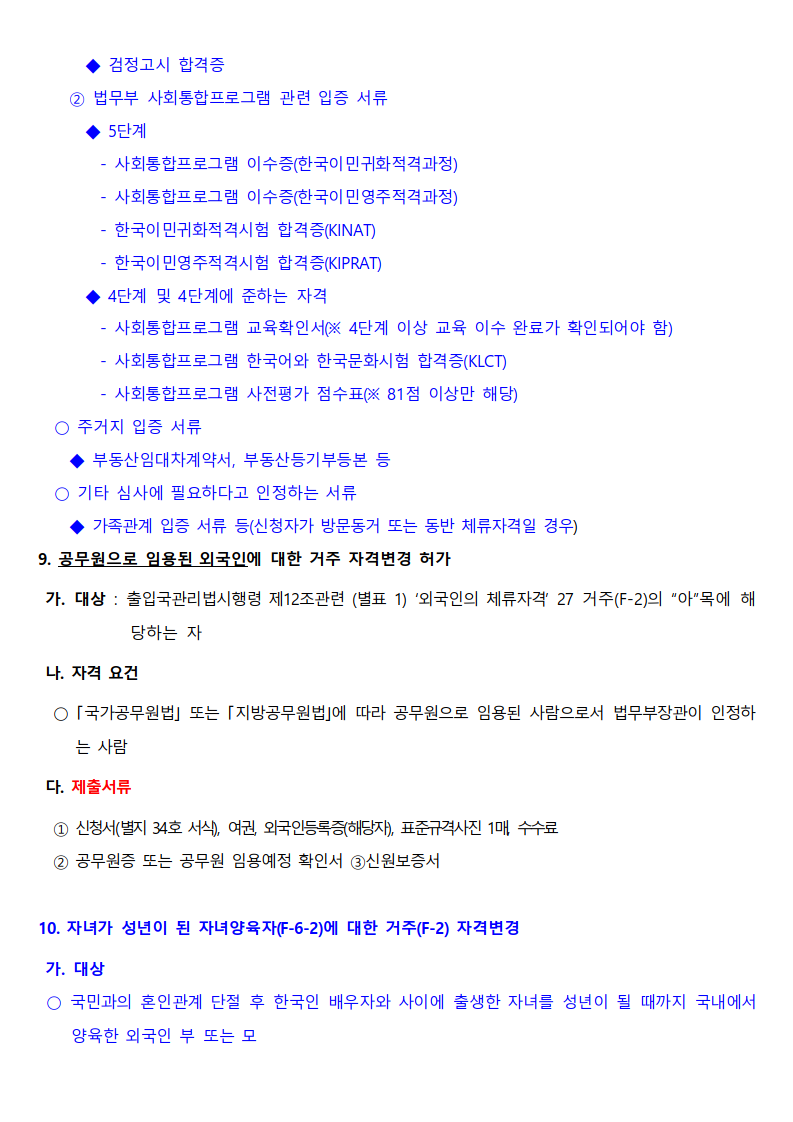 ◆ 검정고시 합격증
② 법무부 사회통합프로그램 관련 입증 서류
◆ 5단계
- 사회통합프로그램 이수증(한국이민귀화적격과정)
- 사회통합프로그램 이수증(한국이민영주적격과정)
- 한국이민귀화적격시험 합격증(KINAT)
- 한국이민영주적격시험 합격증(KIPRAT)
◆ 4단계 및 4단계에 준하는 자격
- 사회통합프로그램 교육확인서(※ 4단계 이상 교육 이수 완료가 확인되어야 함)
- 사회통합프로그램 한국어와 한국문화시험 합격증(KLCT)
- 사회통합프로그램 사전평가 점수표(※ 81점 이상만 해당)
○ 주거지 입증 서류
◆ 부동산임대차계약서, 부동산등기부등본 등
○ 기타 심사에 필요하다고 인정하는 서류
◆ 가족관계 입증 서류 등(신청자가 방문동거 또는 동반 체류자격일 경우)
9. 공무원으로 임용된 외국인에 대한 거주 자격변경 허가
가. 대상 : 출입국관리법시행령 제12조관련 (별표 1) ‘외국인의 체류자격’ 27 거주(F-2)의 “아”목에 해
당하는 자
나. 자격 요건
○ ｢국가공무원법｣ 또는 ｢지방공무원법｣에 따라 공무원으로 임용된 사람으로서 법무부장관이 인정하
는 사람
다. 제출서류
① 신청서(별지 34호 서식), 여권, 외국인등록증(해당자), 표준규격사진 1매, 수수료
② 공무원증 또는 공무원 임용예정 확인서 ③신원보증서
10. 자녀가 성년이 된 자녀양육자(F-6-2)에 대한 거주(F-2) 자격변경
가. 대상
○ 국민과의 혼인관계 단절 후 한국인 배우자와 사이에 출생한 자녀를 성년이 될 때까지 국내에서
양육한 외국인 부 또는 모